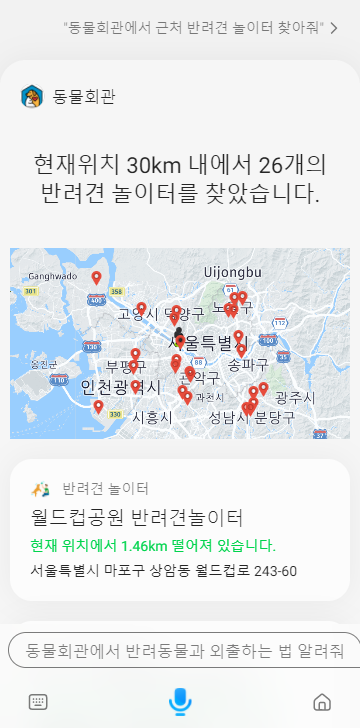 "동물회관에서 근처 반려견 놀이터 찾아줘"
동물회관
현재위치 30km 내에서 26개의
반려견 놀이터를 찾았습니다.
Ganghwado
Uijongbu
301
358
400
61
고양시 덕양구
노
구
112
서울특별시
100
130
옹진군
부평구
88
송파구
35
110
인천광역시
관악구
과천시
광주시
330
시흥시
성남시 분당구
37
반려견 놀이터
월드컵공원 반려견놀이터
현재 위치에서 1.46km 떨어져 있습니다.
서울특별시 마포구 상암동 월드컵로 243-60
동물회관에서 반려동물과 외출하는 법 알려줘